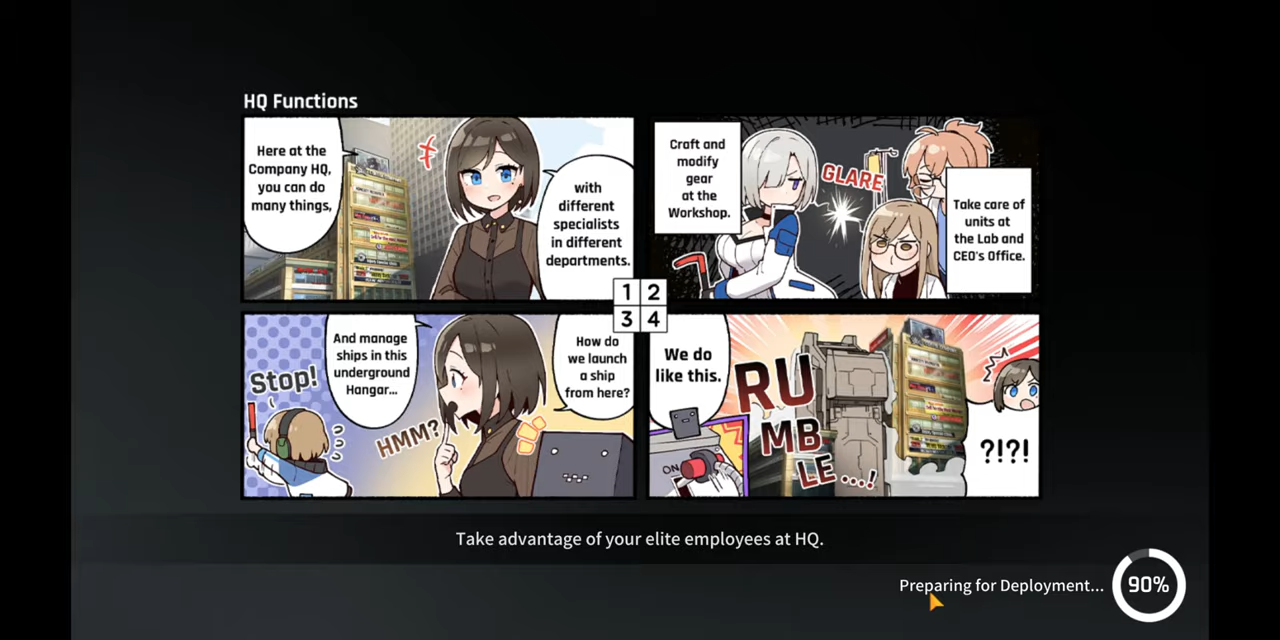 HQ Functions
Here at the
Company HQ,
you can do
many things,
with
different
specialists
in different
departments.
Craft and
modify
gear
at the
Workshop.
GLARE
Take care of
units at
the Lab and
CEO's Office.
1 2
3 4
And manage
ships in this
underground
Hangar...
Stop!
HMM?
How do
we launch
a ship
from here?
We do
like this.
ON
RU
MB
LE...!
?!?!
Take advantage of your elite employees at HQ.
Preparing for Deployment...
90%